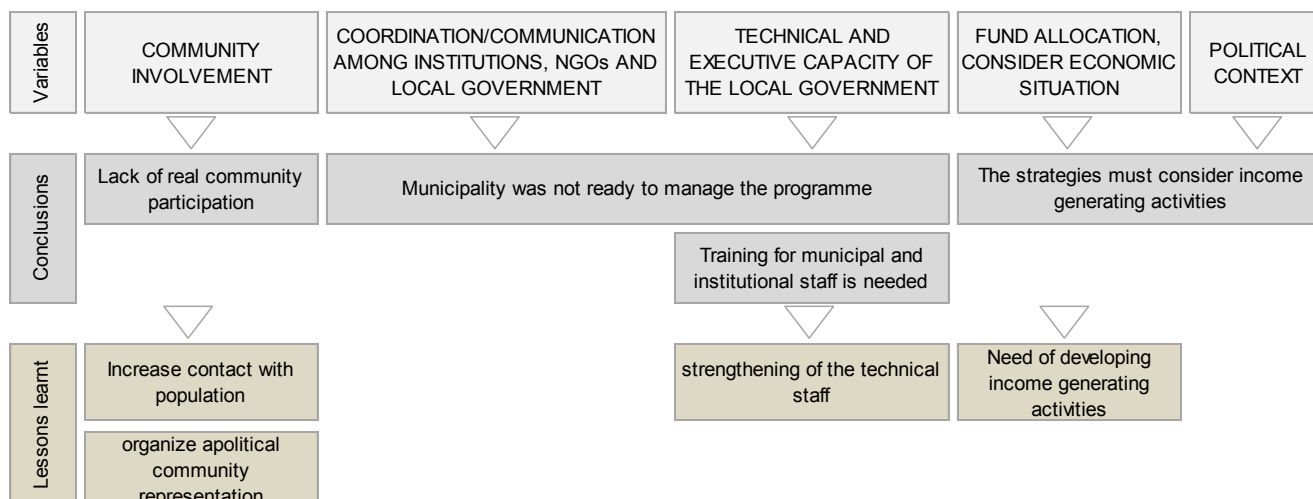 Variables
COMMUNITY
INVOLVEMENT
COORDINATION/COMMUNICATION
AMONG INSTITUTIONS, NGOs AND
LOCAL GOVERNMENT
TECHNICAL AND
EXECUTIVE CAPACITY OF
THE LOCAL GOVERNMENT
FUND ALLOCATION,
CONSIDER ECONOMIC
SITUATION
POLITICAL
CONTEXT
Conclusions
Lack of real community
participation
Municipality was not ready to manage the programme
The strategies must consider income
generating activities
Training for municipal and
institutional staff is needed
Lessons learnt
Increase contact with
population
strengthening of the technical
staff
Need of developing
income generating
activities
organize apolitical
community
representation